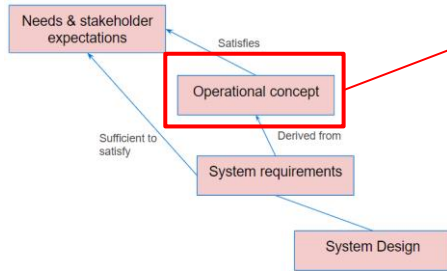 Needs & stakeholder
expectations
Satisfies
Operational concept
Sufficient to
satisfy
Derived from
System requirements
System Design